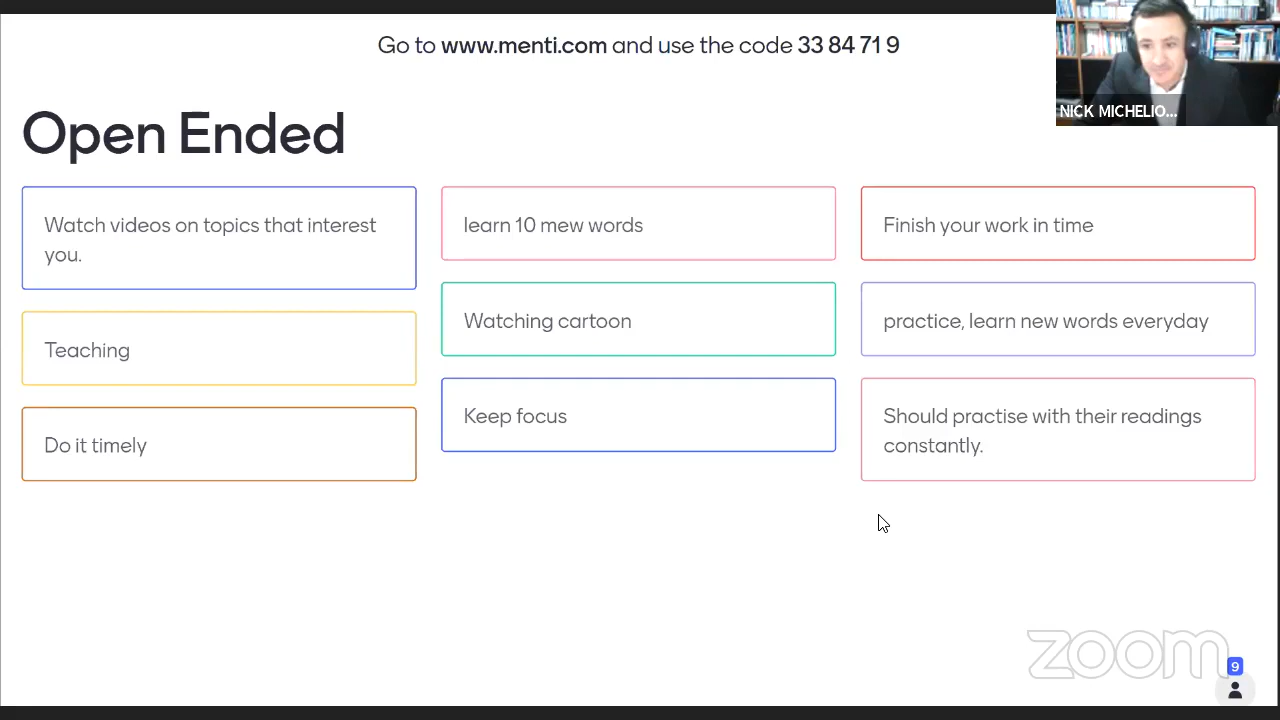 Go to www.menti.com and use the code 33 84 71 9
NICK MICHELIO...
Open Ended
Watch videos on topics that interest
you.
Teaching
Do it timely
learn 10 mew words
Watching cartoon
Keep focus
Finish your work in time
practice, learn new words everyday
Should practise with their readings
constantly.
zoom
9